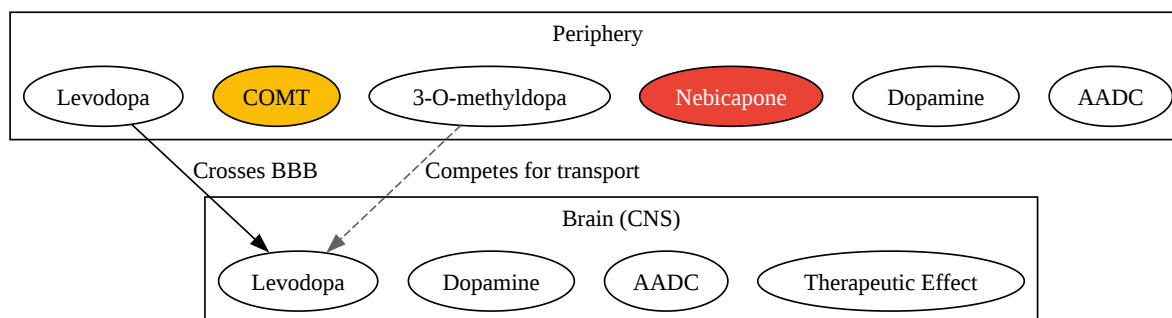 Periphery
Levodopa
COMT
3-O-methyldopa
Nebicapone
Dopamine
AADC
Crosses BBB
Competes for transport
Brain (CNS)
Levodopa
Dopamine
AADC
Therapeutic Effect